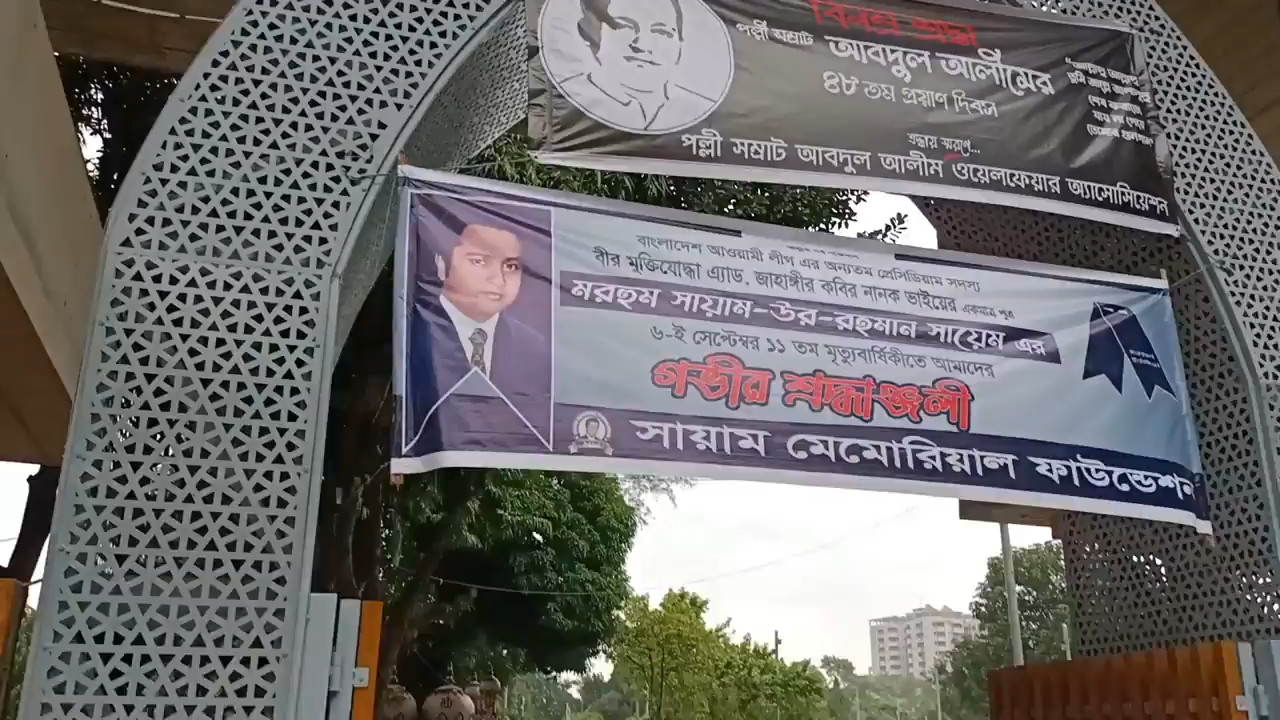 বিনম্র শ্রদ্ধা
পল্লী সম্রাট আবদুল আলীমের
৪৮ তম প্রয়াণ দিবস
শ্রদ্ধায় স্মরণে...
পল্লী সম্রাট আবদুল আলীম ওয়েলফেয়ার অ্যাসোসিয়েশন
বাংলাদেশ আওয়ামী লীগ এর অন্যতম প্রেসিডিয়াম সদস্য
বীর মুক্তিযোদ্ধা এ্যাড. জাহাঙ্গীর কবির নানক ভাইয়ের একমাত্র পুত্র
মরহুম সায়াম-উর-রহমান সায়েম এর
৬-ই সেপ্টেম্বর ১১ তম মৃত্যুবার্ষিকীতে আমাদের
গভীর শ্রদ্ধাঞ্জলী
সায়াম মেমোরিয়াল ফাউন্ডেশন